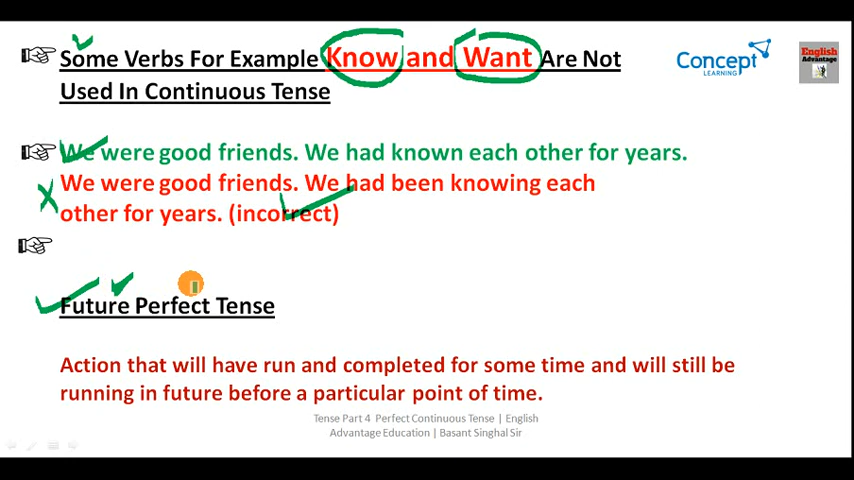 Some Verbs For Example Know and Want Are Not
Used In Continuous Tense
Concept
LEARNING
English
Advantage
We were good friends. We had known each other for years.
We were good friends. We had been knowing each
other for years. (incorrect)
Future Perfect Tense
Action that will have run and completed for some time and will still be
running in future before a particular point of time.
Tense Part 4 Perfect Continuous Tense | English
Advantage Education | Basant Singhal Sir